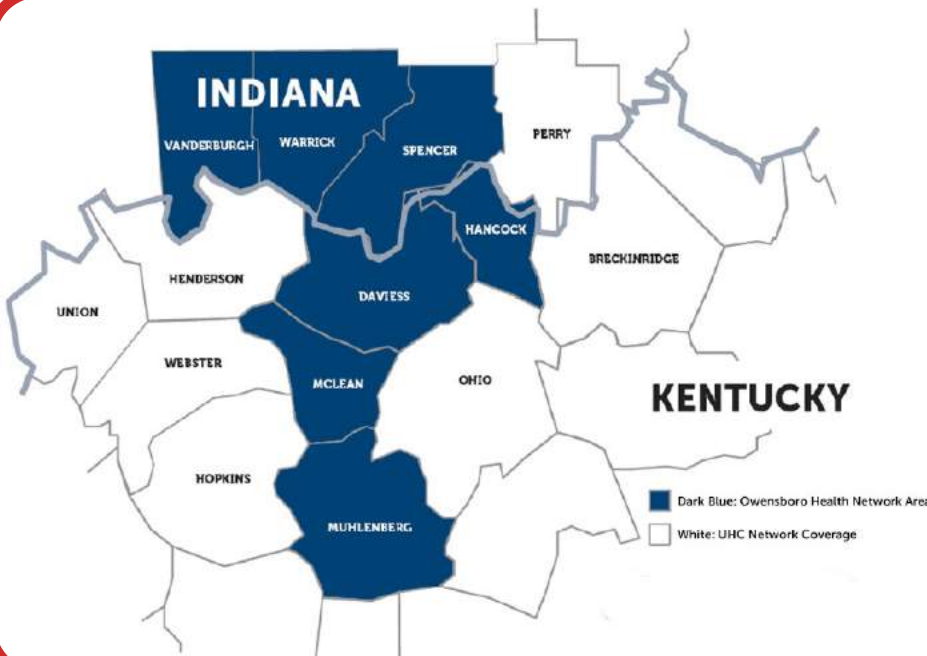 INDIANA
VANDERBURGH
WARRICK
SPENCER
PERRY
HANCOCK
HENDERSON
DAVIESS
BRECKINRIDGE
UNION
WEBSTER
MCLEAN
OHIO
KENTUCKY
HOPKINS
MUHLENBERG
Dark Blue: Owensboro Health Network Area
White: UHC Network Coverage